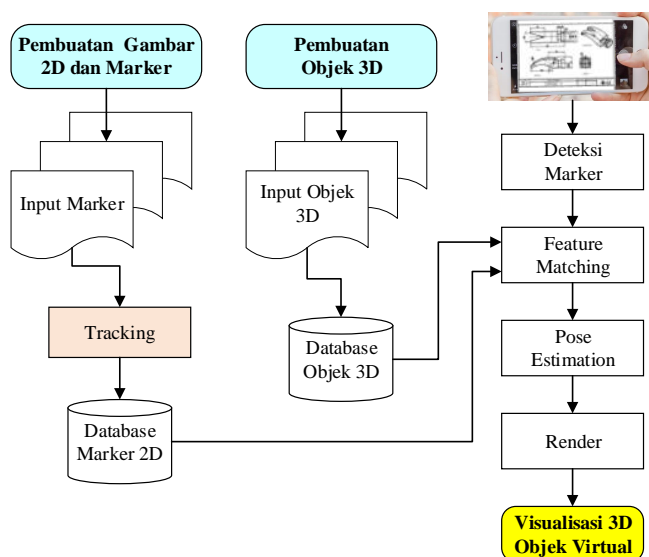 Pembuatan Gambar
2D dan Marker
Input Marker
Tracking
Database
Marker 2D
Pembuatan
Objek 3D
Input Objek
3D
Database
Objek 3D
Deteksi
Marker
Feature
Matching
Pose
Estimation
Render
Visualisasi 3D
Objek Virtual